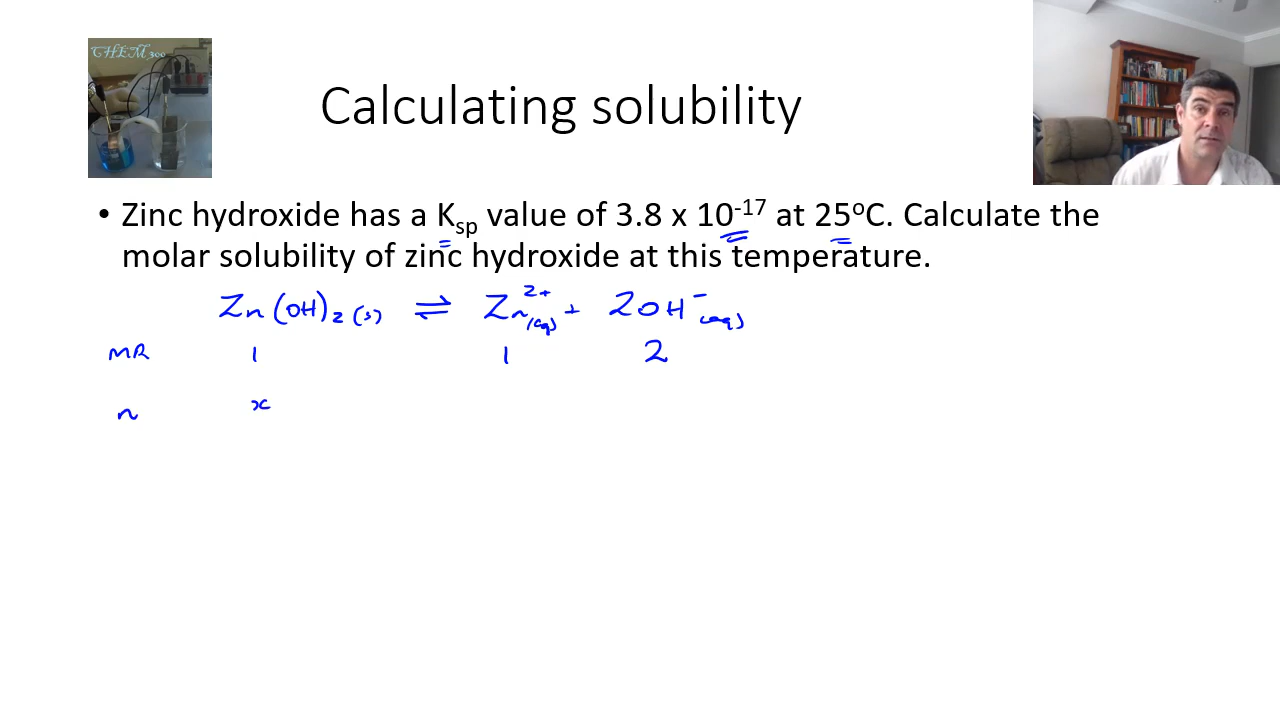 CHEM300
Calculating solubility
• Zinc hydroxide has a Kₛₚ value of 3.8 x 10⁻¹⁷ at 25ᵒC. Calculate the
molar solubility of zinc hydroxide at this temperature.
Zn(OH)₂(s) ⇌ Zn²⁺(aq) + 2OH⁻(aq)
MR 1 1 2
n x